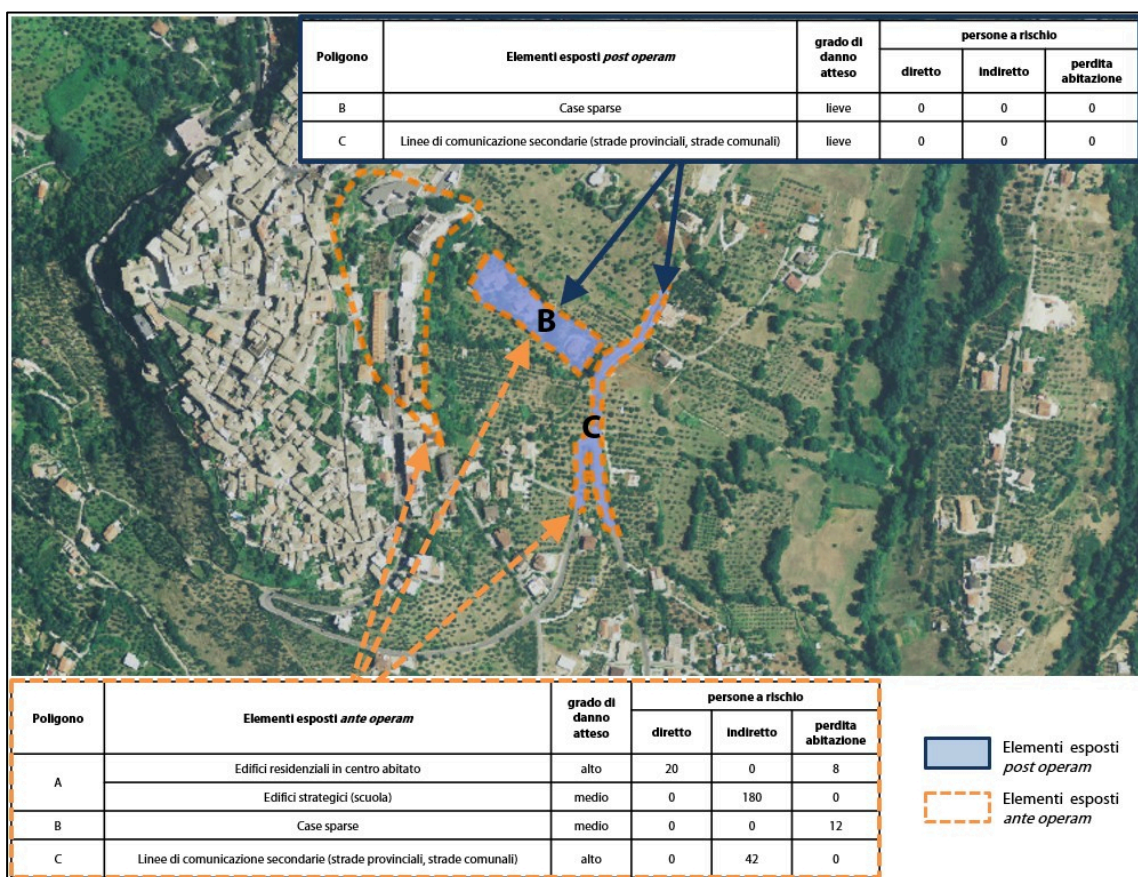 Poligono Elementi esposti post operam grado di danno atteso persone a rischio
diretto indiretto perdita abitazione
B Case sparse lieve 0 0 0
C Linee di comunicazione secondarie (strade provinciali, strade comunali) lieve 0 0 0
B
C
Poligono Elementi esposti ante operam grado di danno atteso persone a rischio
diretto indiretto perdita abitazione
A Edifici residenziali in centro abitato alto 20 0 8
Edifici strategici (scuola) medio 0 180 0
B Case sparse medio 0 0 12
C Linee di comunicazione secondarie (strade provinciali, strade comunali) alto 0 42 0
Elementi esposti
post operam
Elementi esposti
ante operam